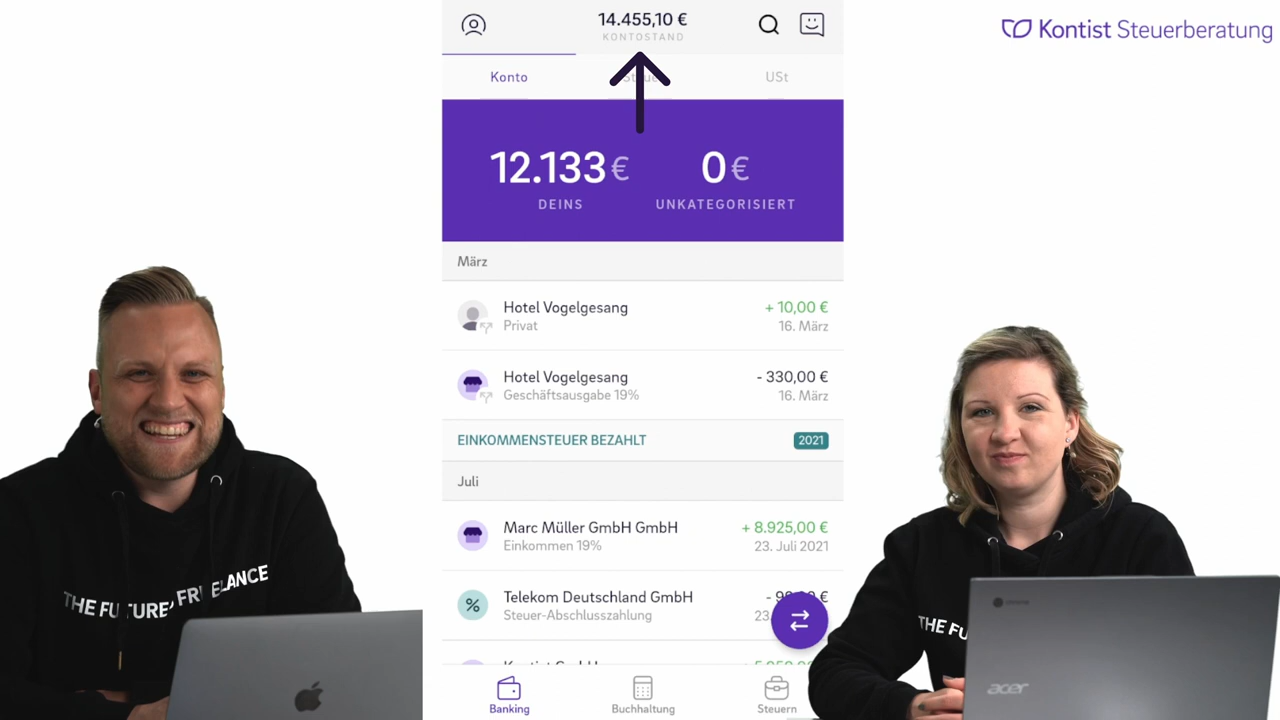 14.455,10 €
KONTOSTAND
Kontist Steuerberatung
Konto
USt
12.133 €
0 €
DEINS
UNKATEGORISIERT
März
Hotel Vogelgesang
+ 10,00 €
Privat
16. März
Hotel Vogelgesang
- 330,00 €
Geschäftsausgabe 19%
16. März
EINKOMMENSTEUER BEZAHLT
2021
Juli
Marc Müller GmbH GmbH
+ 8.925,00 €
Einkommen 19%
23. Juli 2021
Telekom Deutschland GmbH
%
Steuer-Abschlusszahlung
Banking
Buchhaltung
Steuern
THE FUTURE FREELANCE
THE FU
chrome
acer